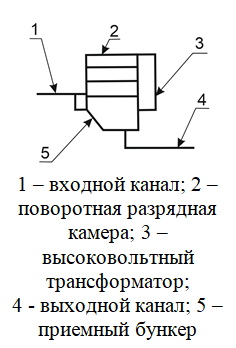 1
2
3
4
5
1 – входной канал; 2 –
поворотная разрядная
камера; 3 –
высоковольтный
трансформатор;
4 - выходной канал; 5 –
приемный бункер